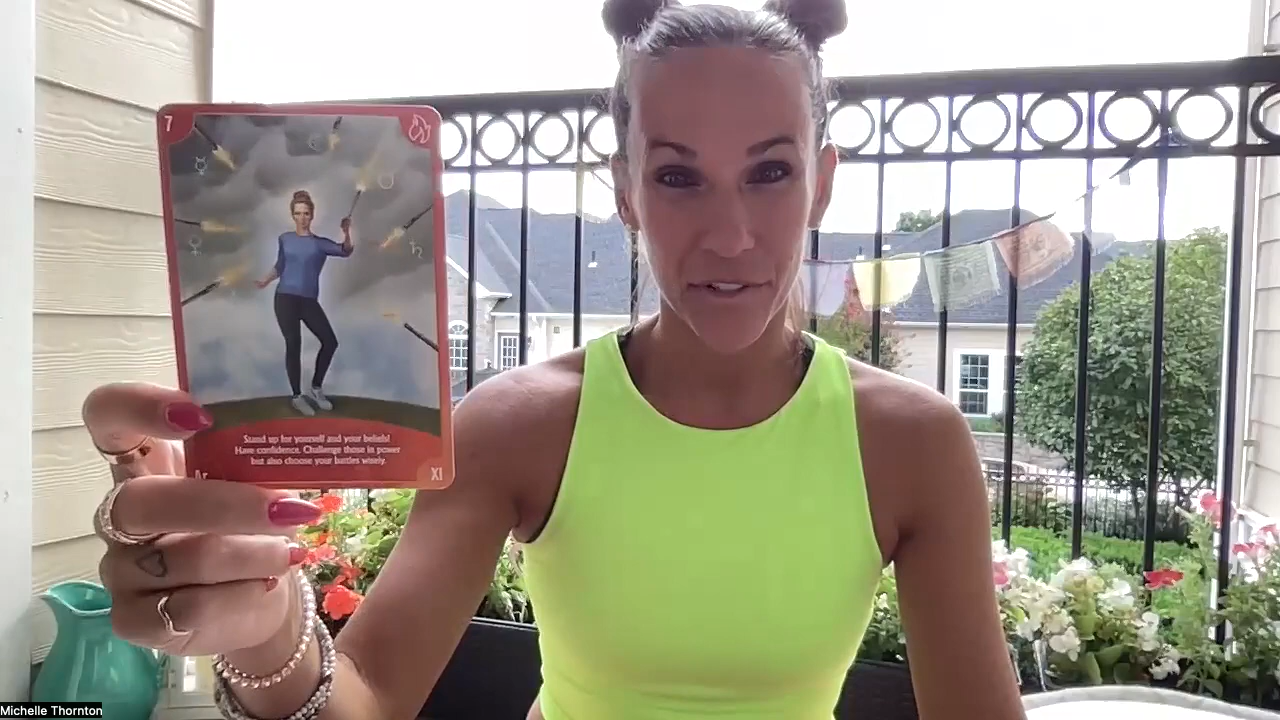 7
Stand up for yourself and your beliefs!
Have confidence. Challenge those in power
but also choose your battles wisely.
Ar
XI
Michelle Thornton